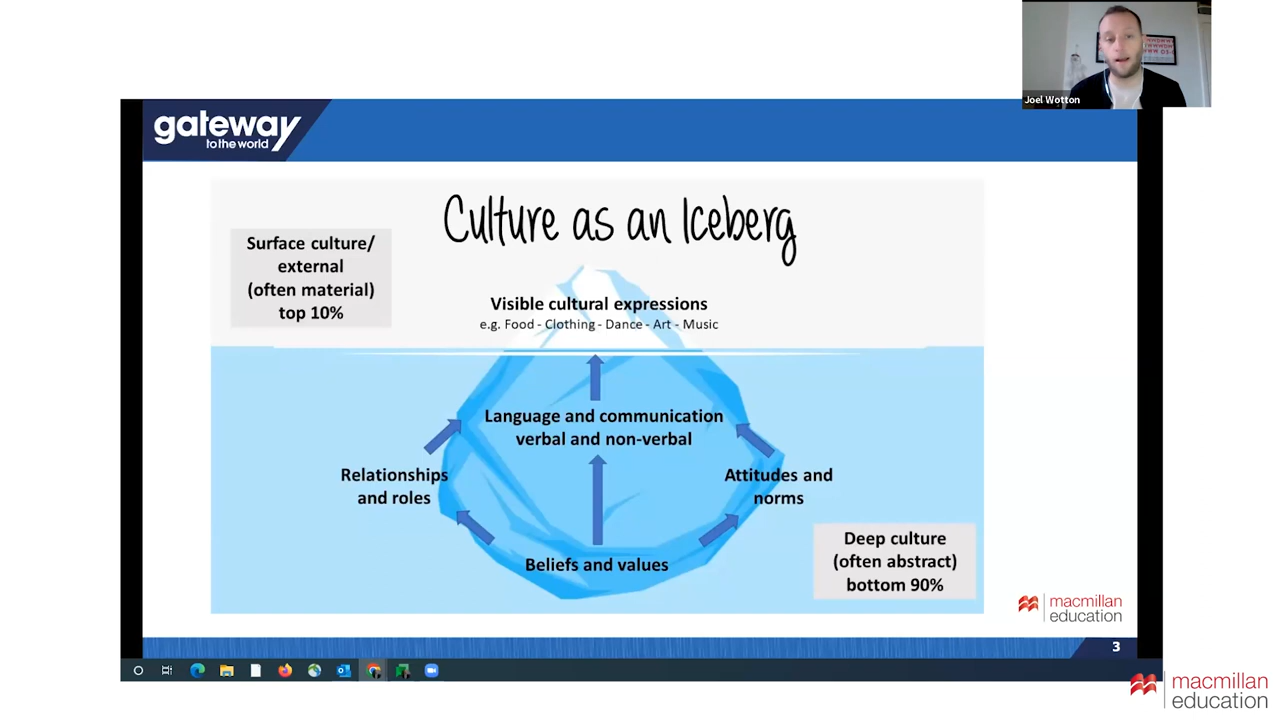 Joel Wotton
gateway
to the world
Culture as an Iceberg
Surface culture/
external
(often material)
top 10%
Visible cultural expressions
e.g. Food - Clothing - Dance - Art - Music
Language and communication
verbal and non-verbal
Relationships
and roles
Attitudes and
norms
Beliefs and values
Deep culture
(often abstract)
bottom 90%
macmillan
education
3
macmillan
education